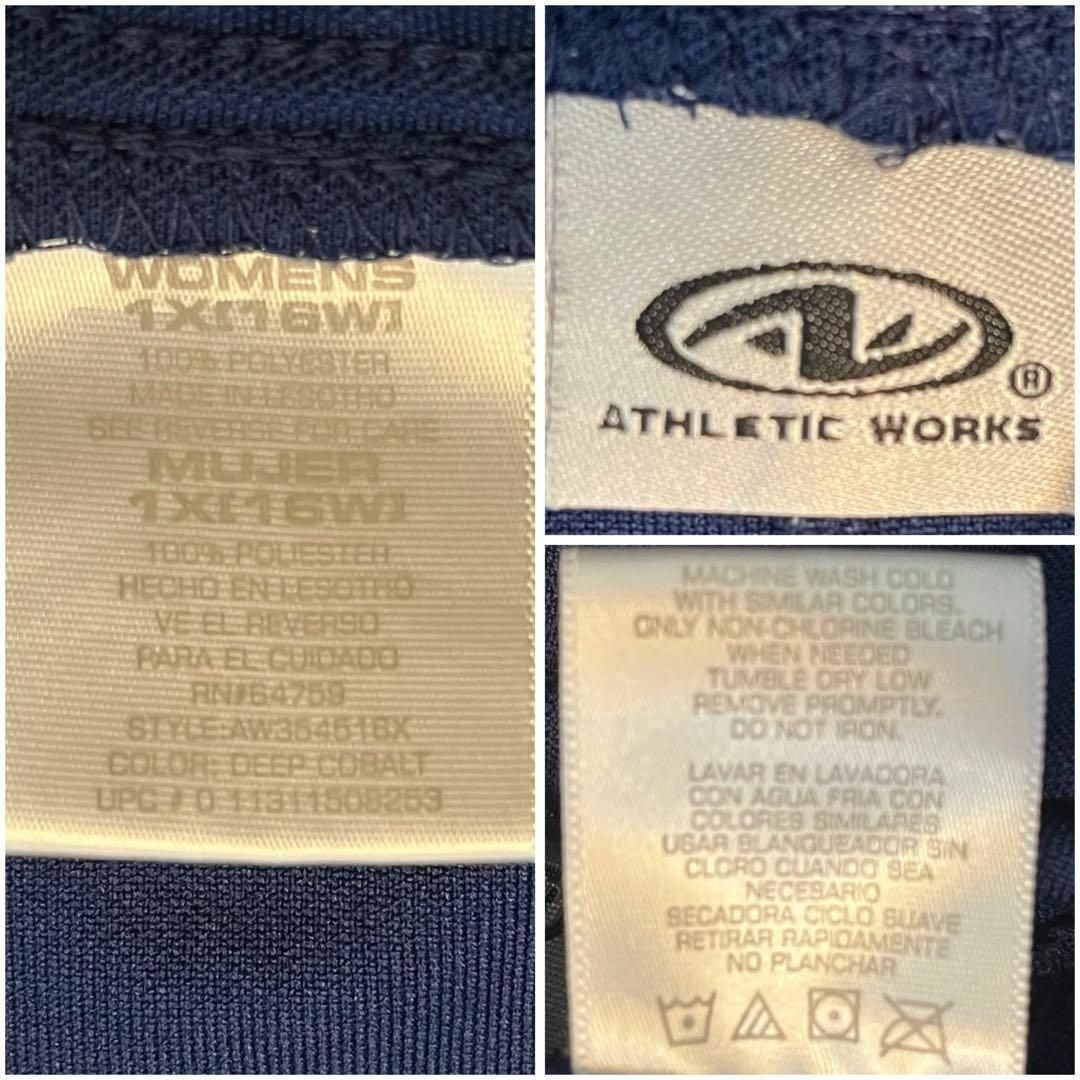 WOMENS
1X[16W]
100% POLYESTER
MADE IN LESOTHO
SEE REVERSE FOR CARE
MUJER
1X[16W]
100% POLIESTER
HECHO EN LESOTHO
VE EL REVERSO
PARA EL CUIDADO
RN#64759
STYLE:AW364516X
COLOR: DEEP COBALT
UPC # 0 11311508253
ATHLETIC WORKS ®
MACHINE WASH COLD
WITH SIMILAR COLORS.
ONLY NON-CHLORINE BLEACH
WHEN NEEDED
TUMBLE DRY LOW
REMOVE PROMPTLY.
DO NOT IRON.
LAVAR EN LAVADORA
CON AGUA FRIA CON
COLORES SIMILARES
USAR BLANQUEADOR SIN
CLORO CUANDO SEA
NECESARIO
SECADORA CICLO SUAVE
RETIRAR RAPIDAMENTE
NO PLANCHAR